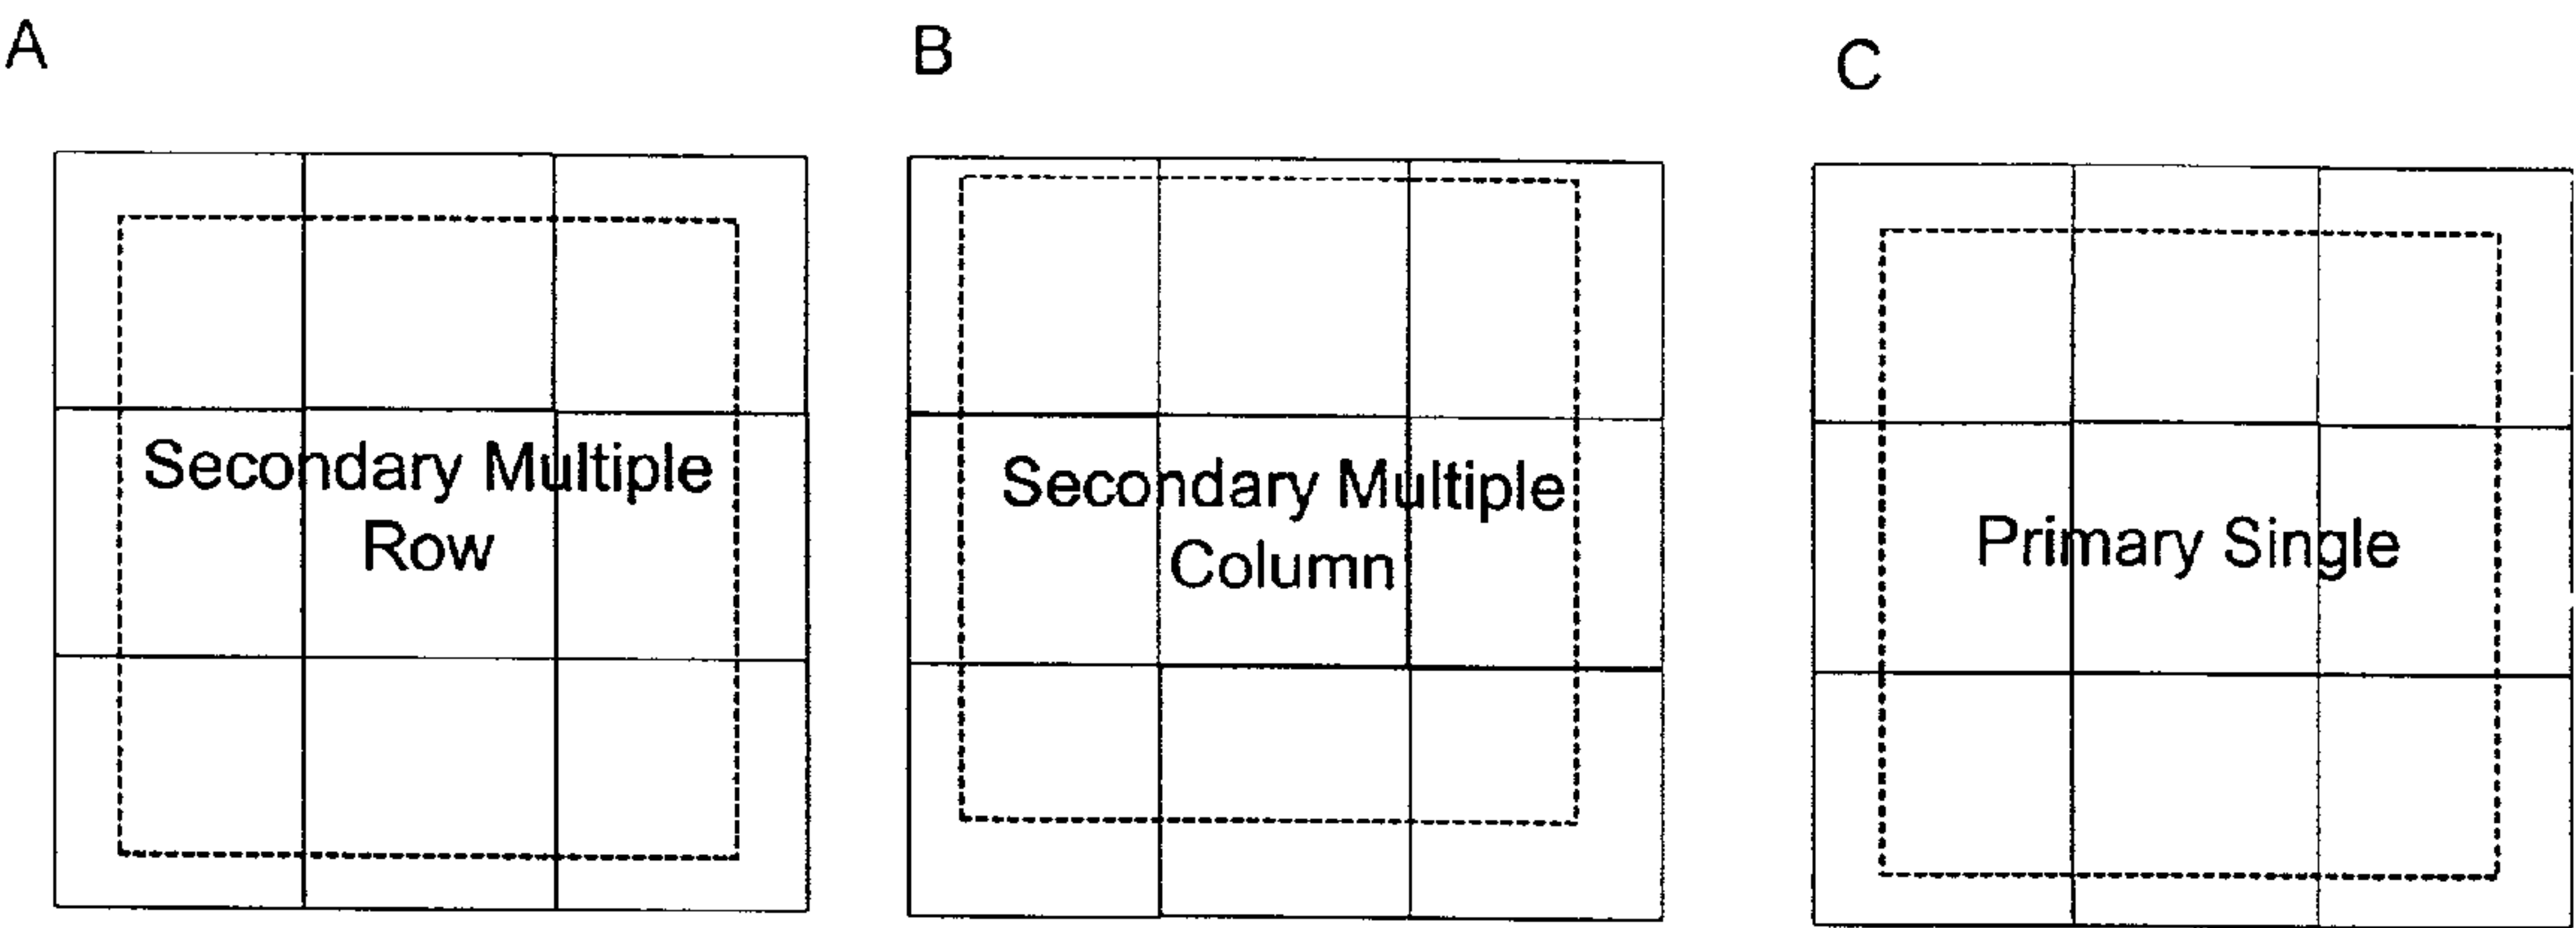 A
B
C
Secondary Multiple
Row
Secondary Multiple
Column
Primary Single